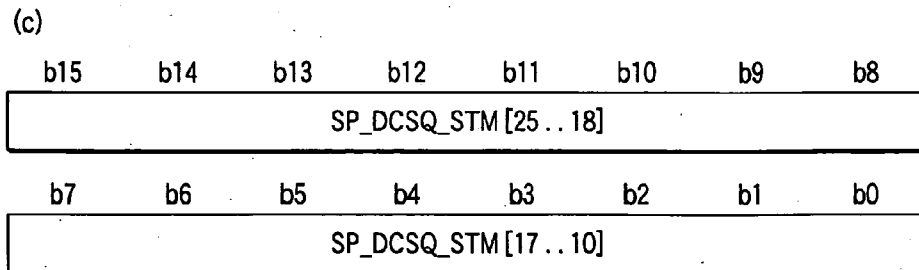 (c)
b15 b14 b13 b12 b11 b10 b9 b8
SP_DCSQ_STM [25 . . 18]
b7 b6 b5 b4 b3 b2 b1 b0
SP_DCSQ_STM [17 . . 10]